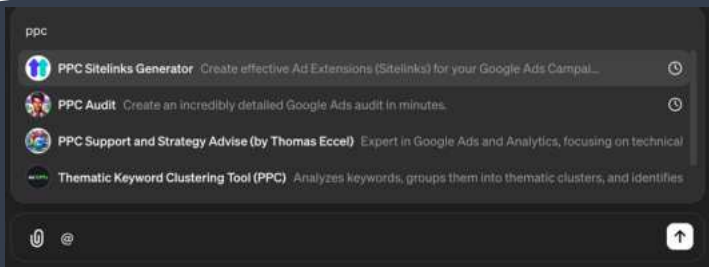 ppc
PPC Sitelinks Generator Create effective Ad Extensions (Sitelinks) for your Google Ads Campai...
PPC Audit Create an incredibly detailed Google Ads audit in minutes.
PPC Support and Strategy Advise (by Thomas Eccel) Expert in Google Ads and Analytics, focusing on technical
Thematic Keyword Clustering Tool (PPC) Analyzes keywords, groups them into thematic clusters, and identifies
@